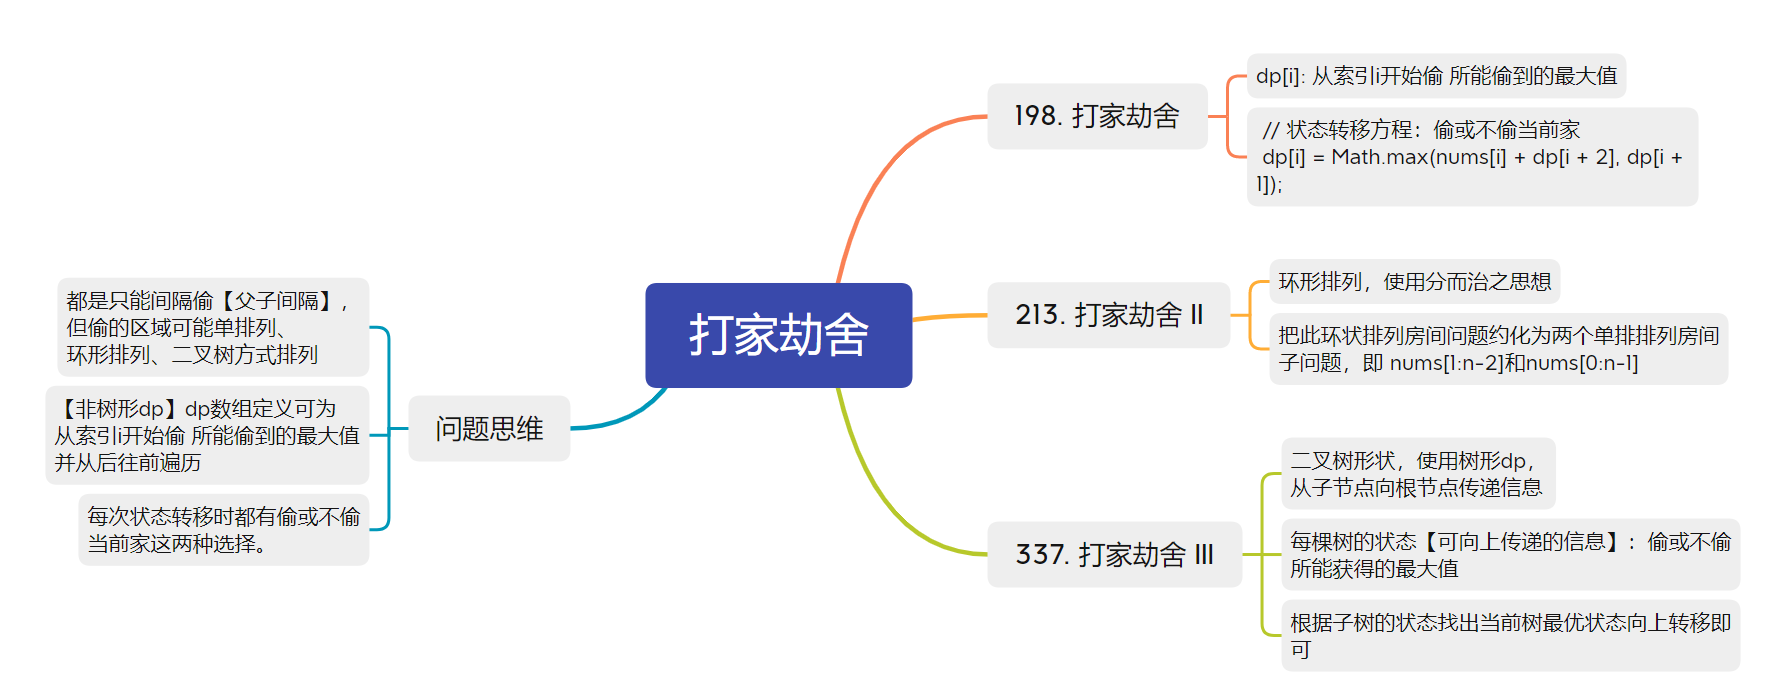 打家劫舍
198. 打家劫舍
dp[i]: 从索引i开始偷 所能偷到的最大值
// 状态转移方程：偷或不偷当前家
dp[i] = Math.max(nums[i] + dp[i + 2], dp[i +
1]);
213. 打家劫舍 II
环形排列，使用分而治之思想
把此环状排列房间问题约化为两个单排排列房间
子问题，即 nums[1:n-2]和nums[0:n-1]
337. 打家劫舍 III
二叉树形状，使用树形dp，
从子节点向根节点传递信息
每棵树的状态【可向上传递的信息】：偷或不偷
所能获得的最大值
根据子树的状态找出当前树最优状态向上转移即
可
问题思维
都是只能间隔偷【父子间隔】，
但偷的区域可能单排列、
环形排列、二叉树方式排列
【非树形dp】dp数组定义可为
从索引i开始偷 所能偷到的最大值
并从后往前遍历
每次状态转移时都有偷或不偷
当前家这两种选择。